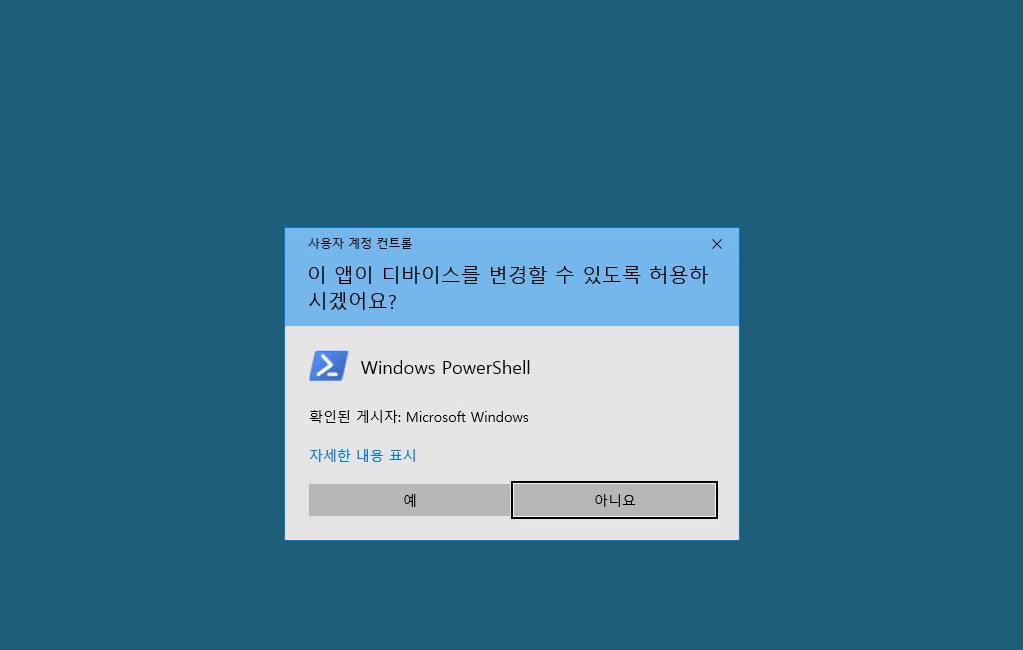 사용자 계정 컨트롤
이 앱이 디바이스를 변경할 수 있도록 허용하
시겠어요?
Windows PowerShell
확인된 게시자: Microsoft Windows
자세한 내용 표시
예
아니요